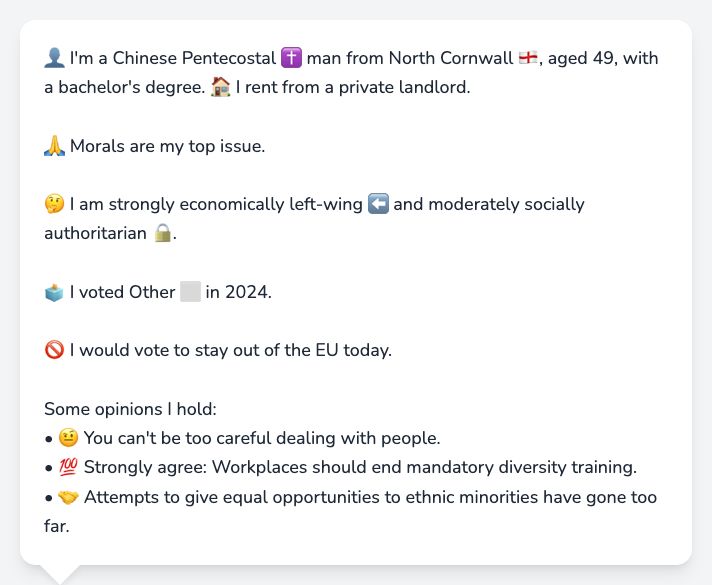 👤 I'm a Chinese Pentecostal ✝️ man from North Cornwall 🏴󠁧󠁢󠁥󠁮󠁧󠁿, aged 49, with
a bachelor's degree. 🏠 I rent from a private landlord.
🙏 Morals are my top issue.
🤔 I am strongly economically left-wing ⬅️ and moderately socially
authoritarian 🔒.
🗳️ I voted Other ⬜ in 2024.
🚫 I would vote to stay out of the EU today.
Some opinions I hold:
• 🤨 You can't be too careful dealing with people.
• 💯 Strongly agree: Workplaces should end mandatory diversity training.
• 🤝 Attempts to give equal opportunities to ethnic minorities have gone too
far.